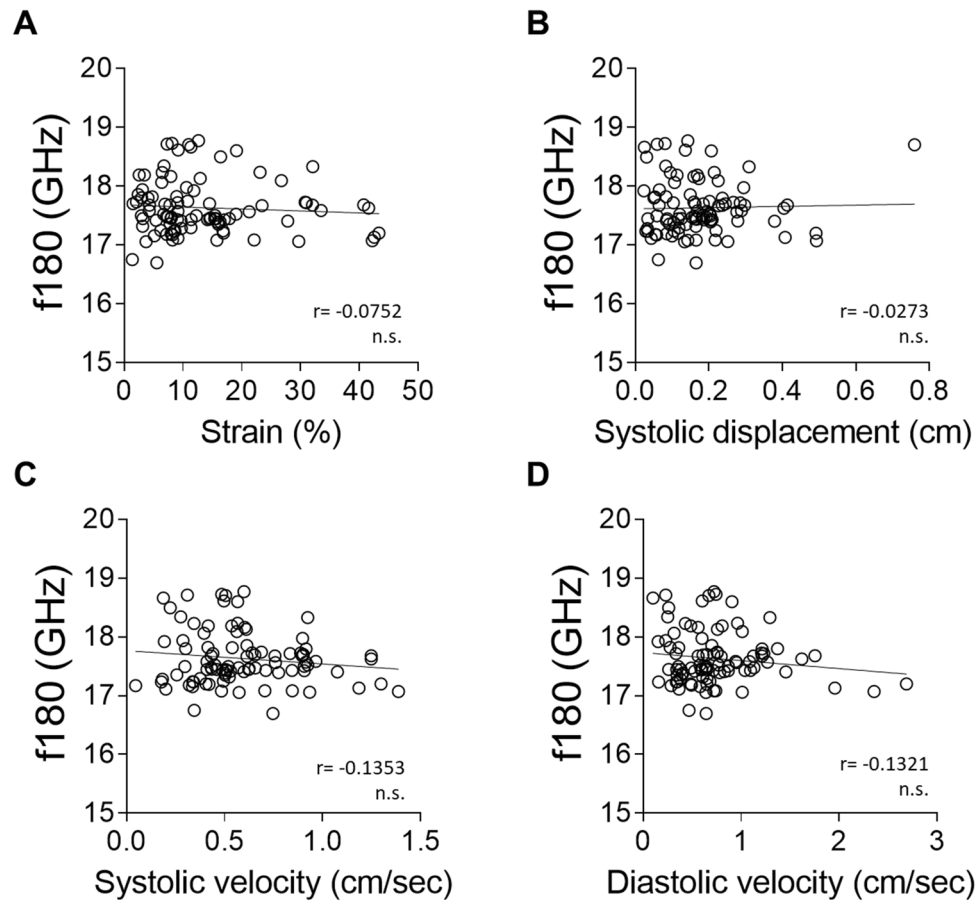 A
f180 (GHz)
20
19
18
17
16
15
0
10
20
30
40
50
r= -0.0752
n.s.
Strain (%)
B
f180 (GHz)
20
19
18
17
16
15
0.0
0.2
0.4
0.6
0.8
r= -0.0273
n.s.
Systolic displacement (cm)
C
f180 (GHz)
20
19
18
17
16
15
0.0
0.5
1.0
1.5
r= -0.1353
n.s.
Systolic velocity (cm/sec)
D
f180 (GHz)
20
19
18
17
16
15
0
1
2
3
r= -0.1321
n.s.
Diastolic velocity (cm/sec)